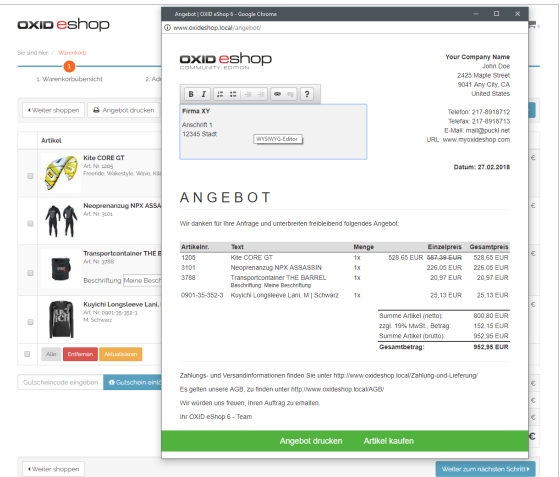 Angebot | OXID eShop 6 - Google Chrome
www.oxideshop.local/angebot/
OXID eshop
Sie sind hier: / Warenkorb
1
1. Warenkorbübersicht
2. Ad
Weiter shoppen
Angebot drucken
Artikel
Kite CORE GT
Art. Nr. 1205
Freeride, Wakestyle, Wave, Kite
Neoprenanzug NPX ASSA
Art. Nr. 3101
Transportcontainer THE B
Art. Nr. 3788
Beschriftung Meine Besch
Kuyichi Longsleeve Lani,
Art. Nr. 0901-35-352-3
M, Schwarz
Alle
Entfernen
Aktualisieren
Gutscheincode eingeben
Gutschein einlö
Weiter shoppen
Weiter zum nächsten Schritt
OXID eshop
COMMUNITY EDITION
Your Company Name
John Doe
2425 Maple Street
9041 Any City, CA
United States
Telefon: 217-8918712
Telefax: 217-8918713
E-Mail: mail@puckl.net
URL: www.myoxideshop.com
Datum: 27.02.2018
B I ?
Firma XY
Anschrift 1
12345 Stadt
WYSIWYG-Editor
ANGEBOT
Wir danken für Ihre Anfrage und unterbreiten freibleibend folgendes Angebot:
Artikelnr. Text Menge Einzelpreis Gesamtpreis
1205 Kite CORE GT 1x 528,65 EUR 587,39 EUR 528,65 EUR
3101 Neoprenanzug NPX ASSASSIN 1x 226,05 EUR 226,05 EUR
3788 Transportcontainer THE BARREL 1x 20,97 EUR 20,97 EUR
Beschriftung: Meine Beschriftung
0901-35-352-3 Kuyichi Longsleeve Lani, M | Schwarz 1x 25,13 EUR 25,13 EUR
Summe Artikel (netto): 800,80 EUR
zzgl. 19% MwSt., Betrag: 152,15 EUR
Summe Artikel (brutto): 952,95 EUR
Gesamtbetrag: 952,95 EUR
Zahlungs- und Versandinformationen finden Sie unter http://www.oxideshop.local/Zahlung-und-Lieferung/
Es gelten unsere AGB, zu finden unter http://www.oxideshop.local/AGB/
Wir würden uns freuen, Ihren Auftrag zu erhalten.
Ihr OXID eShop 6 - Team
Angebot drucken
Artikel kaufen
€
€
€
€
€
€
€
€